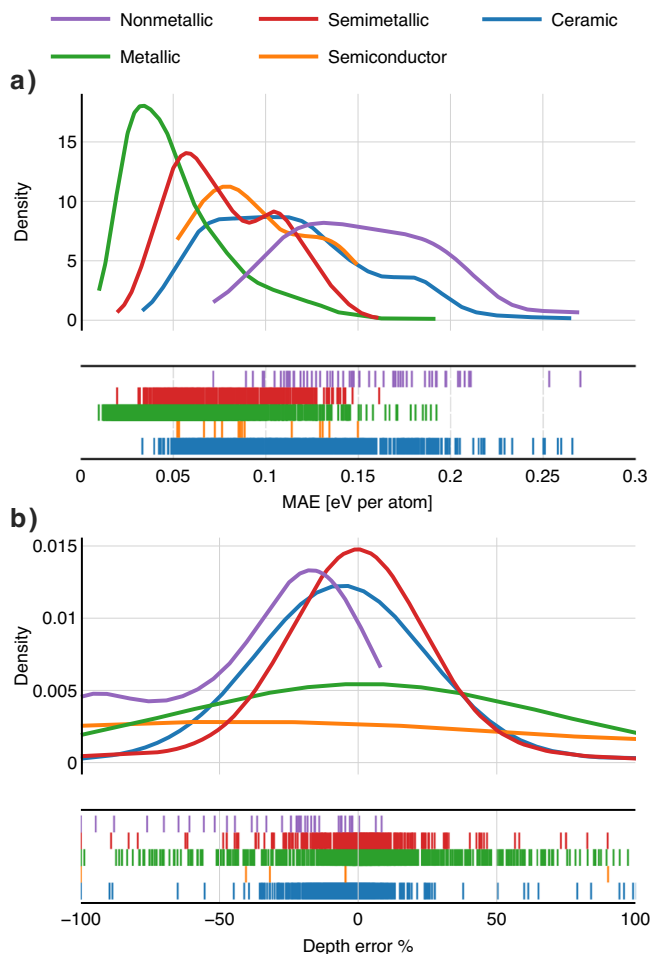 Nonmetallic Semimetallic Ceramic
Metallic Semiconductor
a)
15
10
5
0
Density
0 0.05 0.1 0.15 0.2 0.25 0.3
MAE [eV per atom]
b)
0.015
0.01
0.005
0
Density
−100 −50 0 50 100
Depth error %